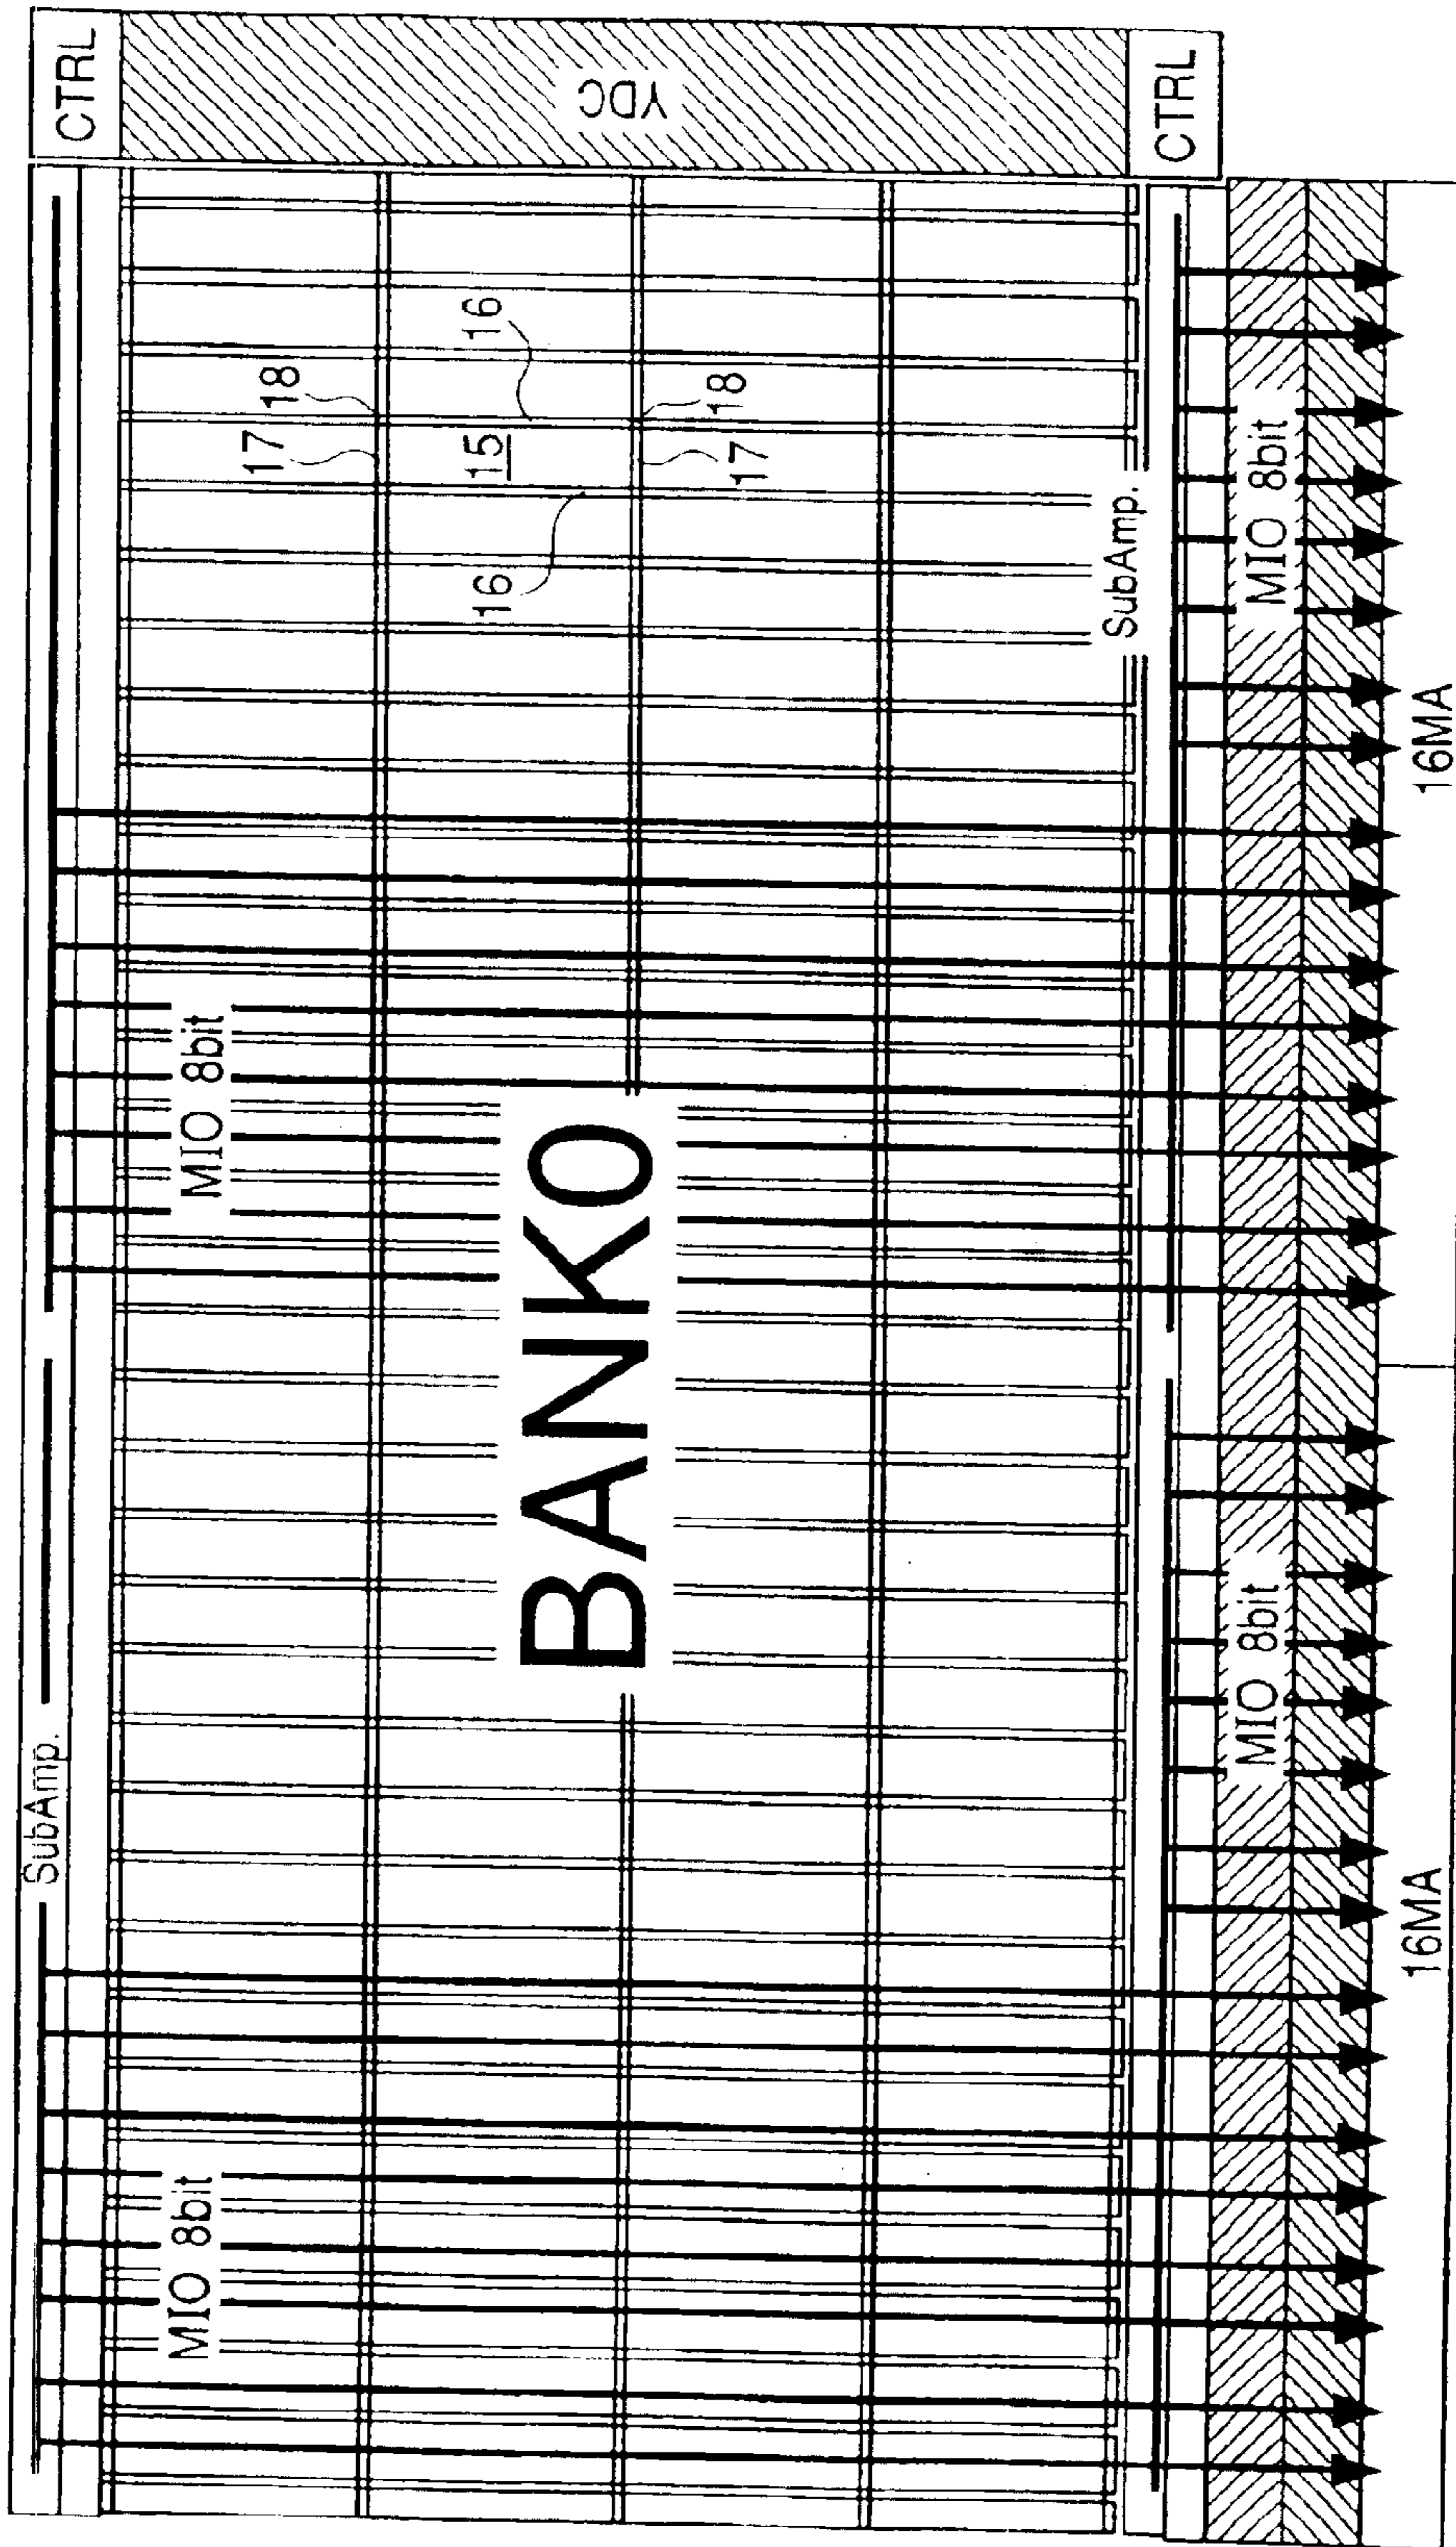 SubAmp.
CTRL
MIO 8bit
MIO 8bit
17
18
16
15
16
17
18
BANKO
YDC
SubAmp.
CTRL
MIO 8bit
MIO 8bit
16MA
16MA